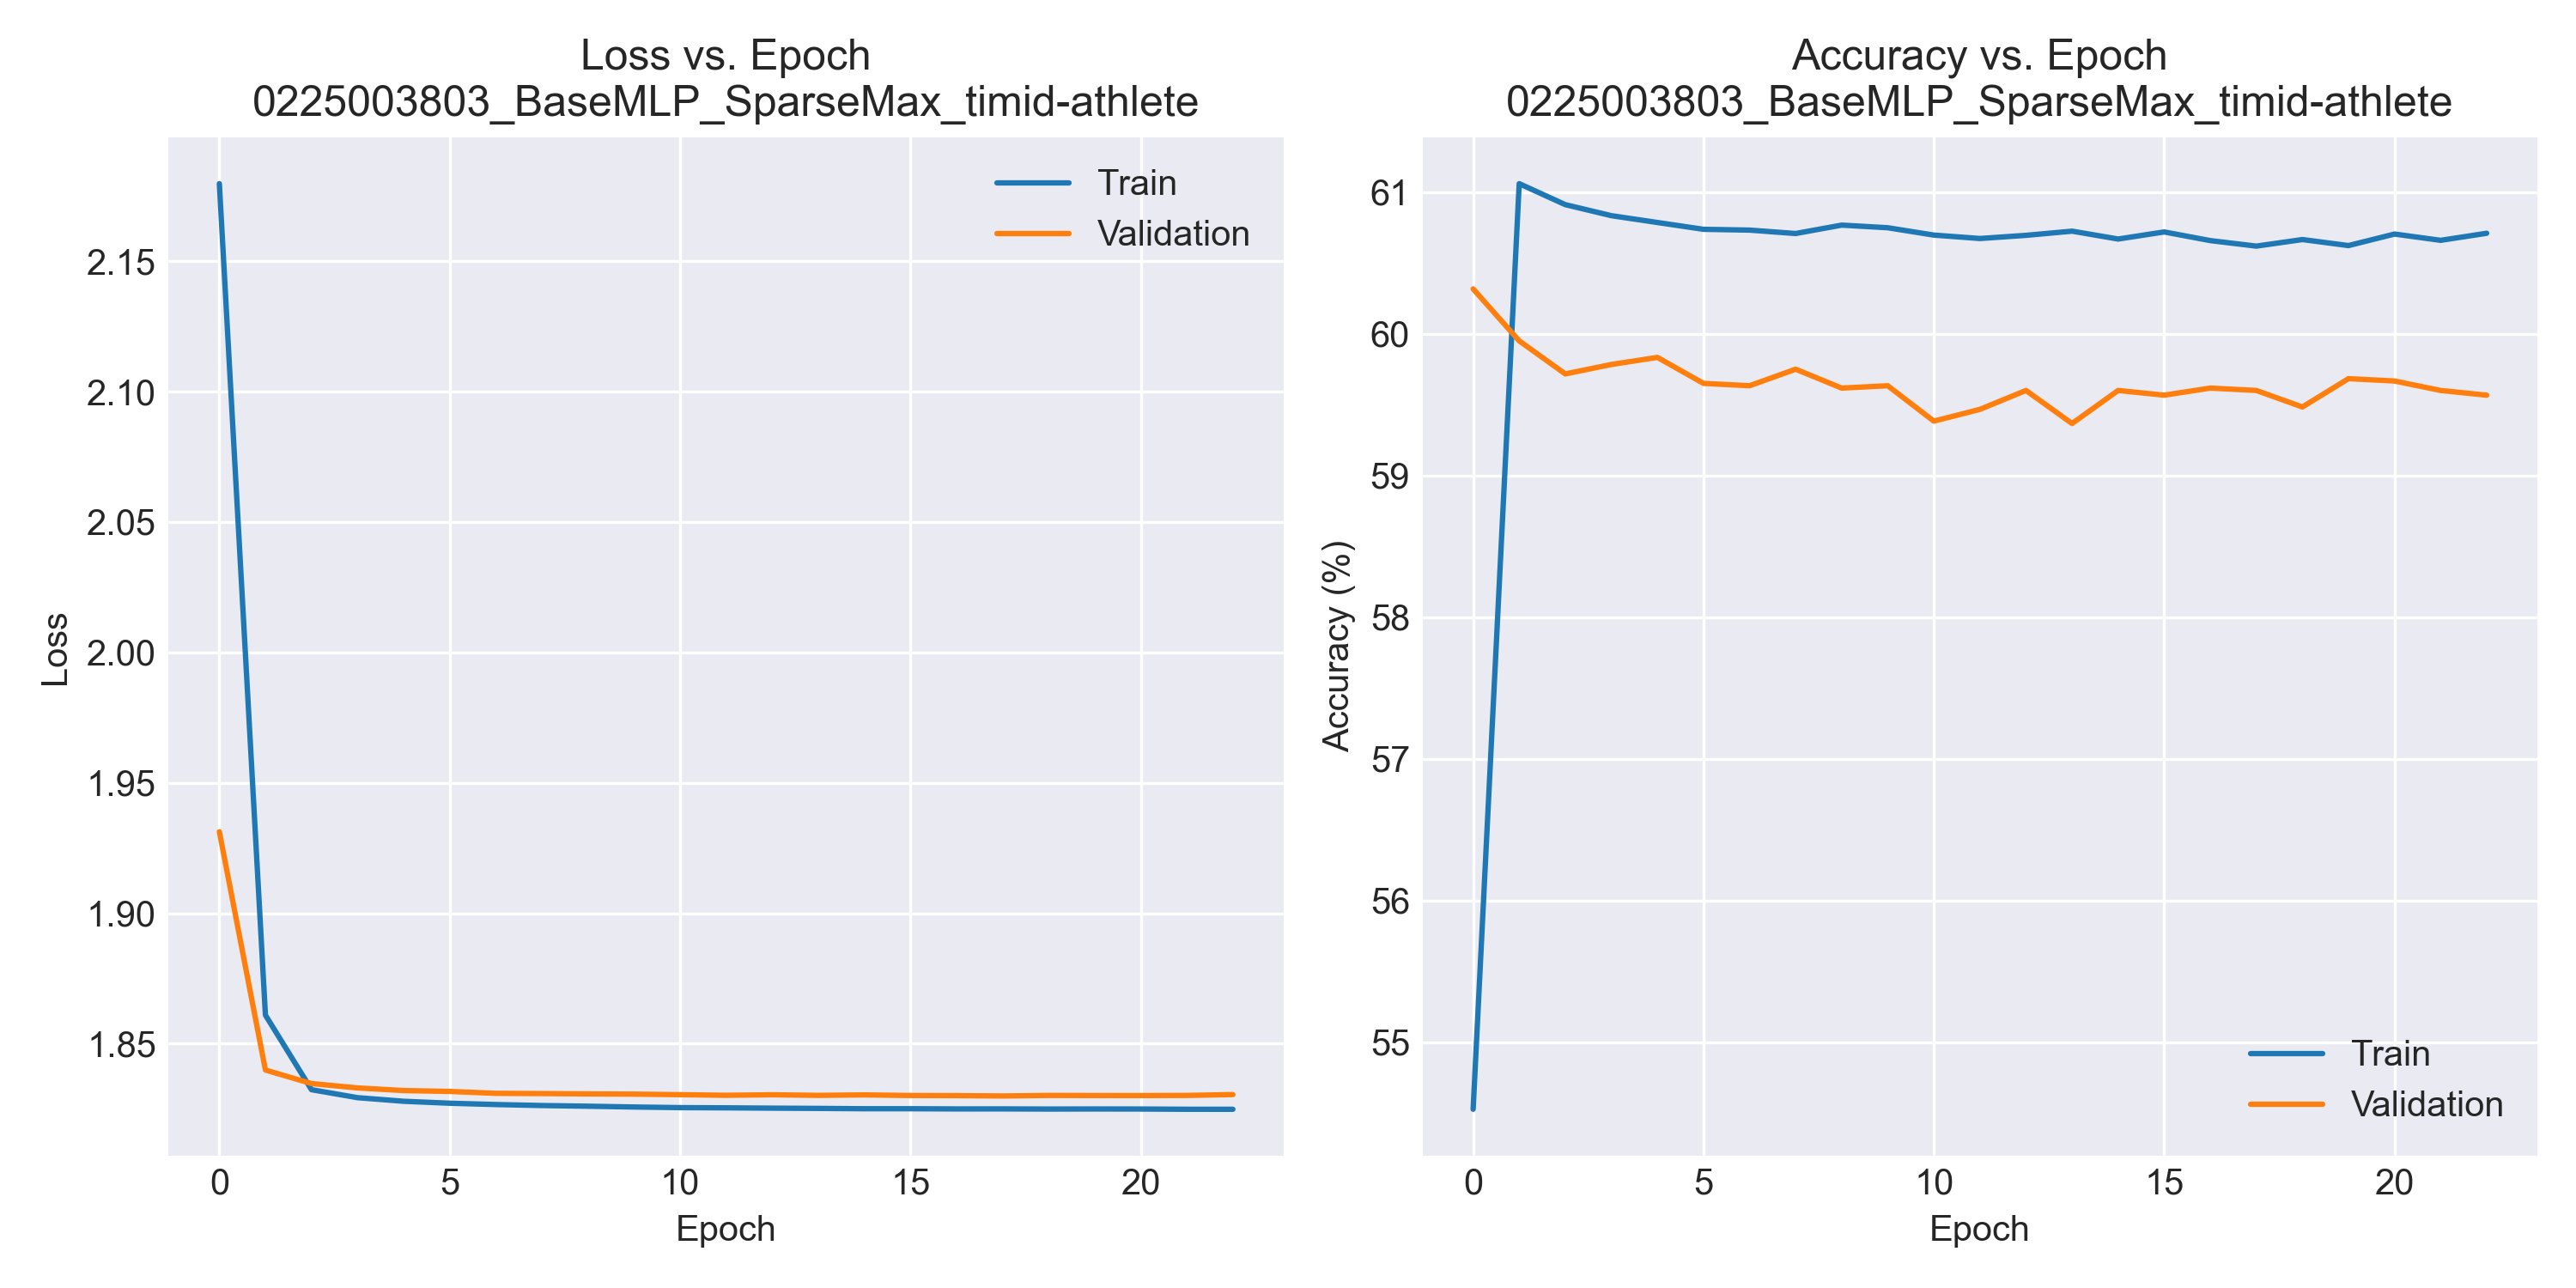 Loss vs. Epoch
0225003803_BaseMLP_SparseMax_timid-athlete
Train
Validation
2.15
2.10
2.05
2.00
1.95
1.90
1.85
Loss
0 5 10 15 20
Epoch
Accuracy vs. Epoch
0225003803_BaseMLP_SparseMax_timid-athlete
61
60
59
58
57
56
55
Accuracy (%)
Train
Validation
0 5 10 15 20
Epoch